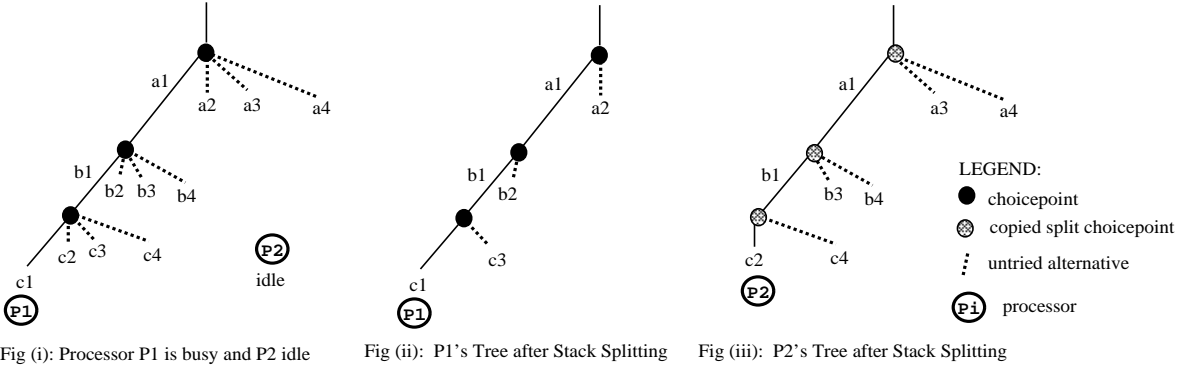 a1
a2
a3
a4
b1
b2
b3
b4
c2
c3
c4
c1
P1
P2
idle
Fig (i): Processor P1 is busy and P2 idle
a1
a2
b1
b2
c3
c1
P1
Fig (ii): P1's Tree after Stack Splitting
a1
a3
a4
b1
b3
b4
c2
c4
P2
Fig (iii): P2's Tree after Stack Splitting
LEGEND:
choicepoint
copied split choicepoint
untried alternative
Pi processor